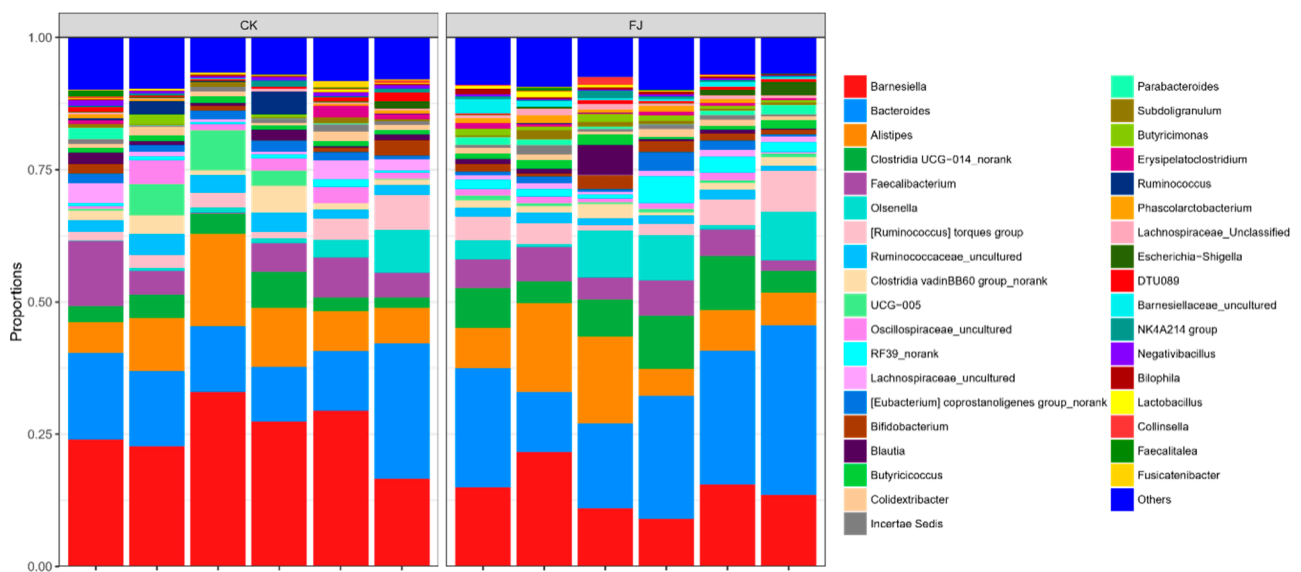 CK
FJ
Proportions
1.00
0.75
0.50
0.25
0.00
Barnesiella
Bacteroides
Alistipes
Clostridia UCG−014_norank
Faecalibacterium
Olsenella
[Ruminococcus] torques group
Ruminococcaceae_uncultured
Clostridia vadinBB60 group_norank
UCG−005
Oscillospiraceae_uncultured
RF39_norank
Lachnospiraceae_uncultured
[Eubacterium] coprostanoligenes group_norank
Bifidobacterium
Blautia
Butyricicoccus
Colidextribacter
Incertae Sedis
Parabacteroides
Subdoligranulum
Butyricimonas
Erysipelatoclostridium
Ruminococcus
Phascolarctobacterium
Lachnospiraceae_Unclassified
Escherichia−Shigella
DTU089
Barnesiellaceae_uncultured
NK4A214 group
Negativibacillus
Bilophila
Lactobacillus
Collinsella
Faecalitalea
Fusicatenibacter
Others